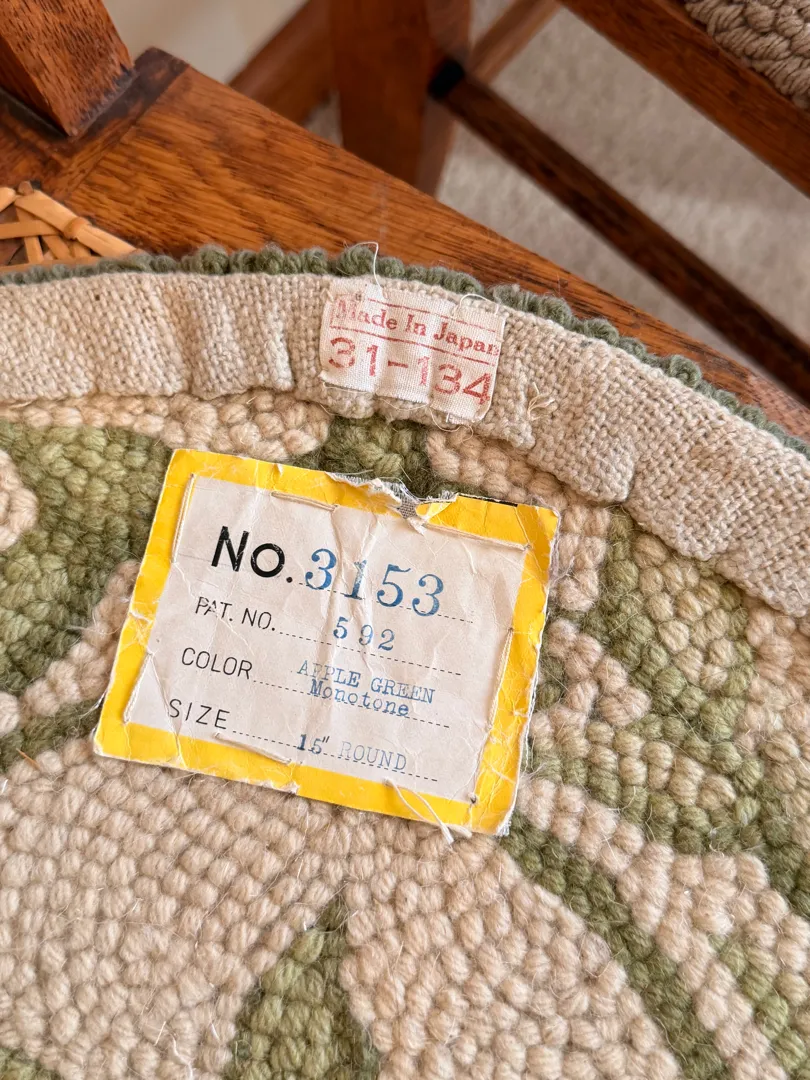 Made In Japan
31-134
No. 3153
PAT. NO. 592
COLOR APPLE GREEN
Monotone
SIZE 15" ROUND